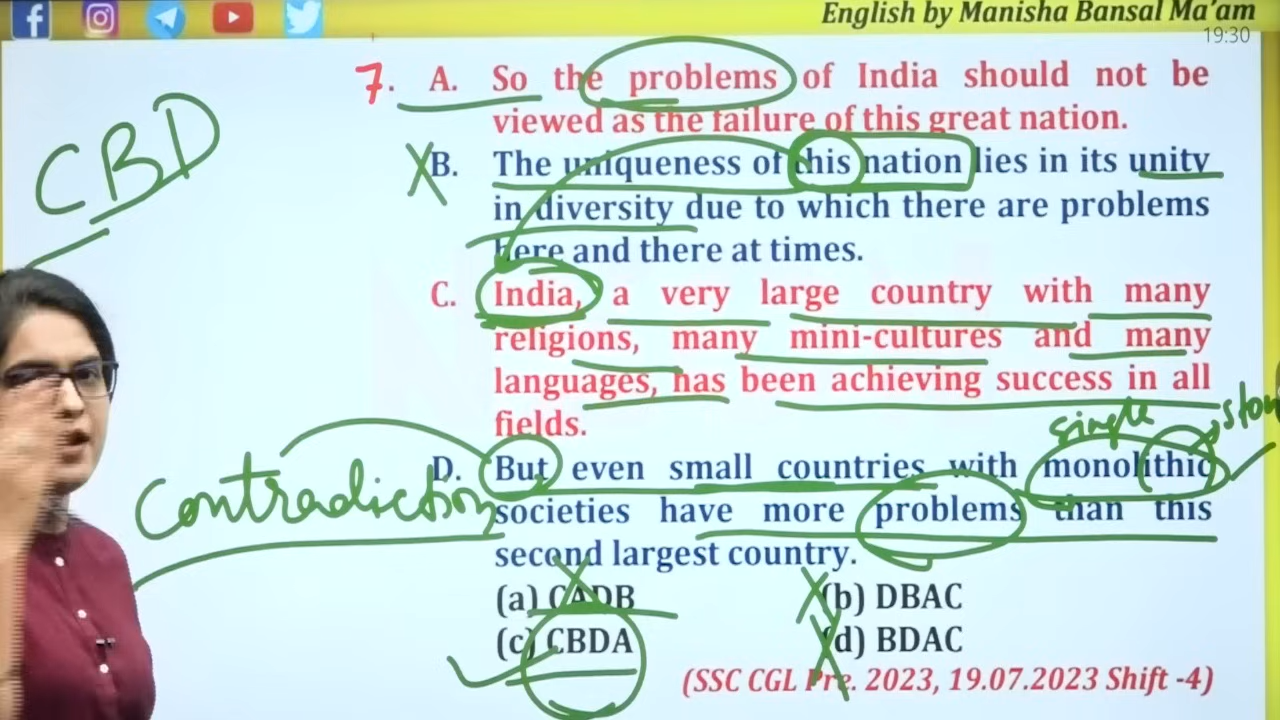 English by Manisha Bansal Ma'am
19:30
7. A. So the problems of India should not be
viewed as the failure of this great nation.
CBD
XB. The uniqueness of this nation lies in its unity
in diversity due to which there are problems
here and there at times.
C. India, a very large country with many
religions, many mini-cultures and many
languages, has been achieving success in all
fields.
single
D. But even small countries with monolithic
Contradiction
societies have more problems than this
second largest country.
(a) CADB (b) DBAC
(c) CBDA (d) BDAC
(SSC CGL Pre. 2023, 19.07.2023 Shift -4)